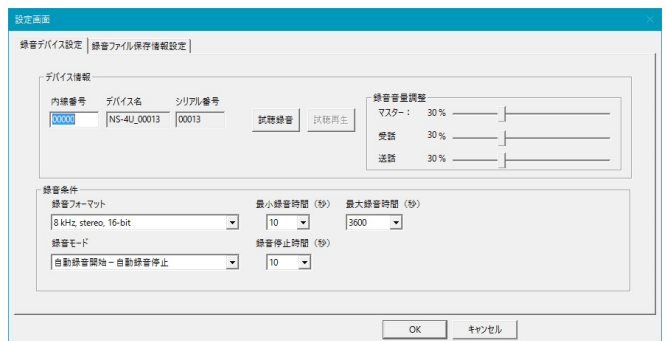 設定画面
録音デバイス設定 録音ファイル保存情報設定
デバイス情報
内線番号 デバイス名 シリアル番号
00000 NS-4U_00013 00013 試聴録音 試聴再生
録音音量調整
マスター： 30 %
受話 30 %
送話 30 %
録音条件
録音フォーマット 最小録音時間（秒） 最大録音時間（秒）
8 kHz, stereo, 16-bit 10 3600
録音モード 録音停止時間（秒）
自動録音開始 – 自動録音停止 10
OK キャンセル